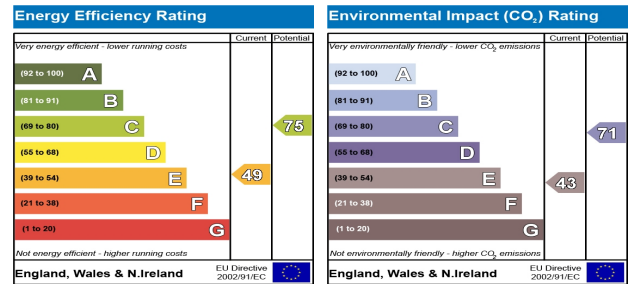 Energy Efficiency Rating
Current Potential
Very energy efficient - lower running costs
(92 to 100) A
(81 to 91) B
(69 to 80) C
75
(55 to 68) D
(39 to 54) E
49
(21 to 38) F
(1 to 20) G
Not energy efficient - higher running costs
England, Wales & N.Ireland
EU Directive
2002/91/EC
Environmental Impact (CO₂) Rating
Current Potential
Very environmentally friendly - lower CO₂ emissions
(92 to 100) A
(81 to 91) B
(69 to 80) C
71
(55 to 68) D
(39 to 54) E
43
(21 to 38) F
(1 to 20) G
Not environmentally friendly - higher CO₂ emissions
England, Wales & N.Ireland
EU Directive
2002/91/EC